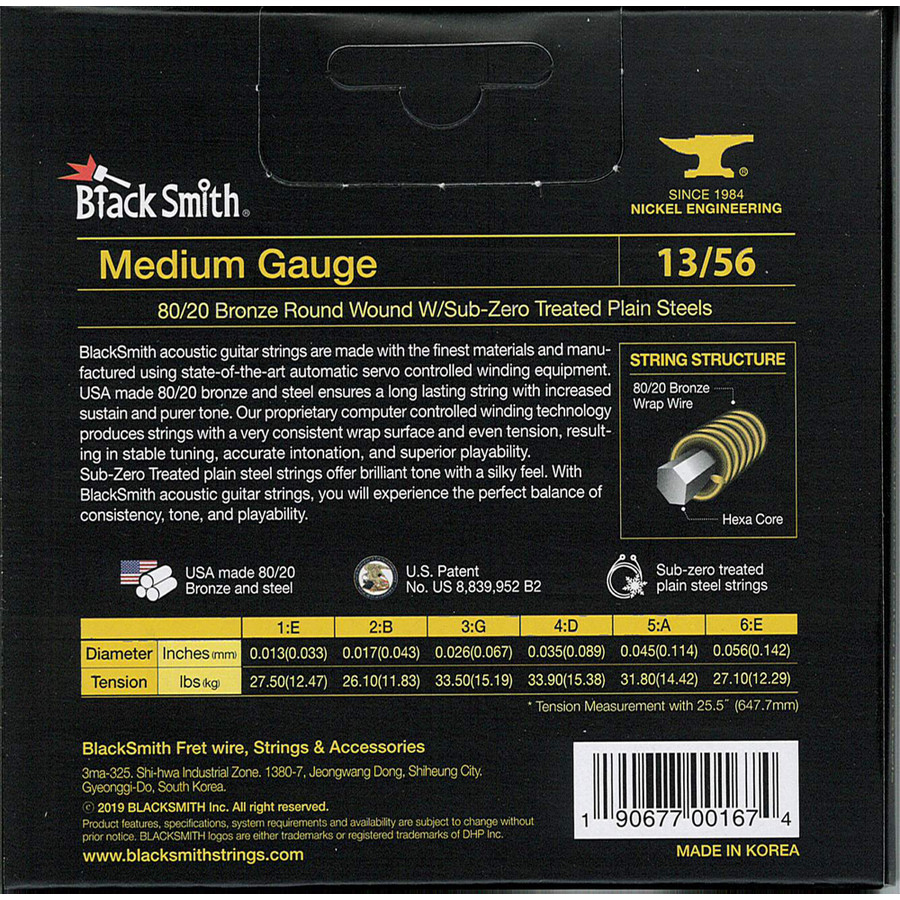 Black Smith®
®
SINCE 1984
NICKEL ENGINEERING
Medium Gauge
13/56
80/20 Bronze Round Wound W/Sub-Zero Treated Plain Steels
BlackSmith acoustic guitar strings are made with the finest materials and manu-
factured using state-of-the-art automatic servo controlled winding equipment.
USA made 80/20 bronze and steel ensures a long lasting string with increased
sustain and purer tone. Our proprietary computer controlled winding technology
produces strings with a very consistent wrap surface and even tension, result-
ing in stable tuning, accurate intonation, and superior playability.
Sub-Zero Treated plain steel strings offer brilliant tone with a silky feel. With
BlackSmith acoustic guitar strings, you will experience the perfect balance of
consistency, tone, and playability.
STRING STRUCTURE
80/20 Bronze
Wrap Wire
Hexa Core
USA made 80/20
Bronze and steel
U.S. Patent
No. US 8,839,952 B2
Sub-zero treated
plain steel strings
1:E 2:B 3:G 4:D 5:A 6:E
Diameter Inches(mm) 0.013(0.033) 0.017(0.043) 0.026(0.067) 0.035(0.089) 0.045(0.114) 0.056(0.142)
Tension lbs(kg) 27.50(12.47) 26.10(11.83) 33.50(15.19) 33.90(15.38) 31.80(14.42) 27.10(12.29)
* Tension Measurement with 25.5" (647.7mm)
BlackSmith Fret wire, Strings & Accessories
3ma-325. Shi-hwa Industrial Zone. 1380-7, Jeongwang Dong, Shiheung City.
Gyeonggi-Do, South Korea.
© 2019 BLACKSMITH Inc. All right reserved.
Product features, specifications, system requirements and availability are subject to change without
prior notice. BLACKSMITH logos are either trademarks or registered trademarks of DHP Inc.
www.blacksmithstrings.com
1 90677 00167 4
MADE IN KOREA